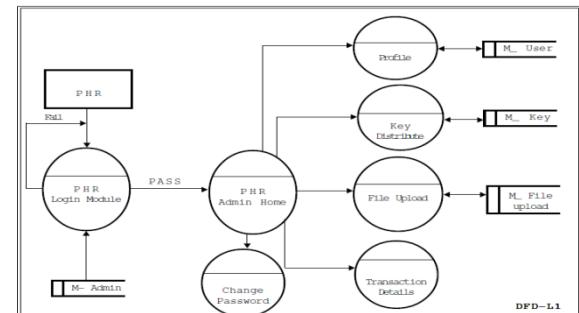 PHR
Fail
PHR
Login Module
PASS
PHR
Admin Home
M- Admin
Change
Password
Profile
M_ User
Key
Distribute
M_ Key
File Upload
M_ File
upload
Transaction
Details
DFD-L1